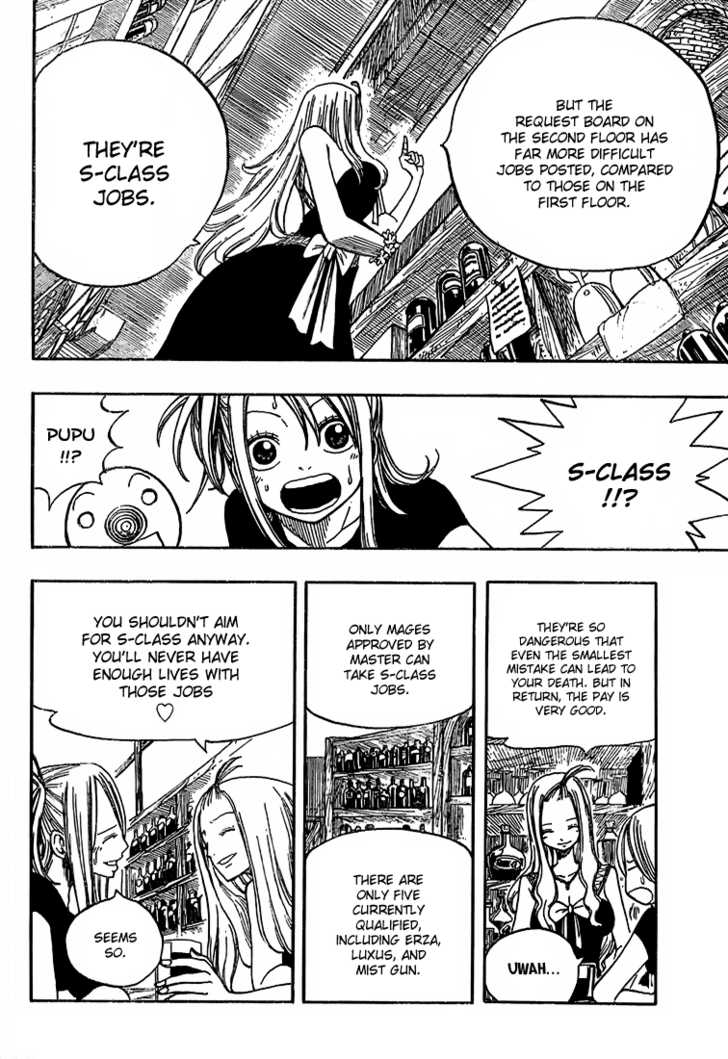 BUT THE
REQUEST BOARD ON
THE SECOND FLOOR HAS
FAR MORE DIFFICULT
JOBS POSTED, COMPARED
TO THOSE ON THE
FIRST FLOOR.
THEY'RE
S-CLASS
JOBS.
S-CLASS
!!?
PUPU
!!?
THEY'RE SO
DANGEROUS THAT
EVEN THE SMALLEST
MISTAKE CAN LEAD TO
YOUR DEATH. BUT IN
RETURN, THE PAY IS
VERY GOOD.
UWAH...
ONLY MAGES
APPROVED BY
MASTER CAN
TAKE S-CLASS
JOBS.
THERE ARE
ONLY FIVE
CURRENTLY
QUALIFIED,
INCLUDING ERZA,
LUXUS, AND
MIST GUN.
YOU SHOULDN'T AIM
FOR S-CLASS ANYWAY.
YOU'LL NEVER HAVE
ENOUGH LIVES WITH
THOSE JOBS
♡
SEEMS
SO.